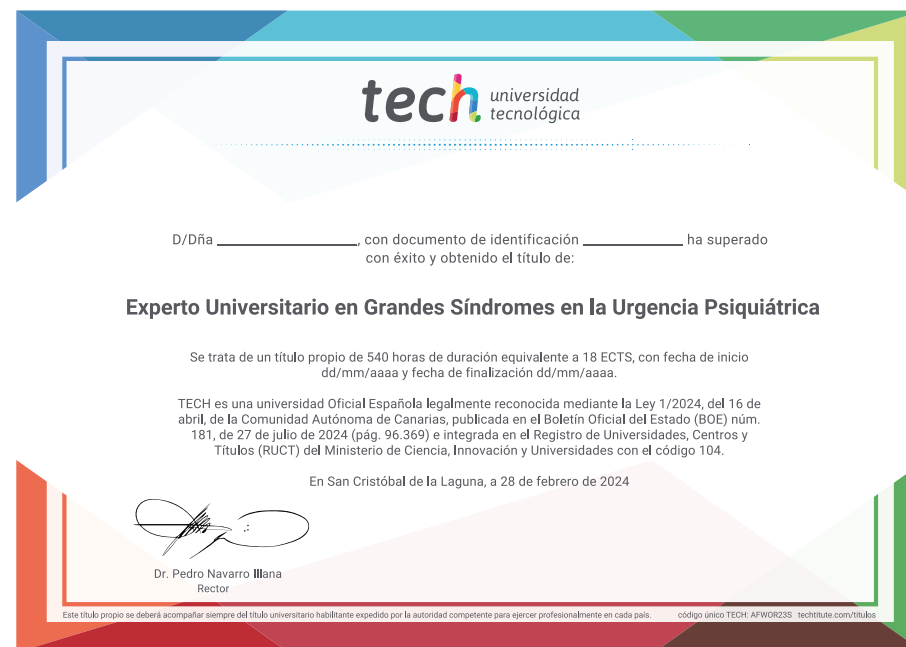 tech universidad
tecnológica
D/Dña ____________________, con documento de identificación ______________ ha superado
con éxito y obtenido el título de:
Experto Universitario en Grandes Síndromes en la Urgencia Psiquiátrica
Se trata de un título propio de 540 horas de duración equivalente a 18 ECTS, con fecha de inicio
dd/mm/aaaa y fecha de finalización dd/mm/aaaa.
TECH es una universidad Oficial Española legalmente reconocida mediante la Ley 1/2024, del 16 de
abril, de la Comunidad Autónoma de Canarias, publicada en el Boletín Oficial del Estado (BOE) núm.
181, de 27 de julio de 2024 (pág. 96.369) e integrada en el Registro de Universidades, Centros y
Títulos (RUCT) del Ministerio de Ciencia, Innovación y Universidades con el código 104.
En San Cristóbal de la Laguna, a 28 de febrero de 2024
Dr. Pedro Navarro Illana
Rector
Este título propio se deberá acompañar siempre del título universitario habilitante expedido por la autoridad competente para ejercer profesionalmente en cada país. código único TECH: AFWOR23S techtitute.com/titulos